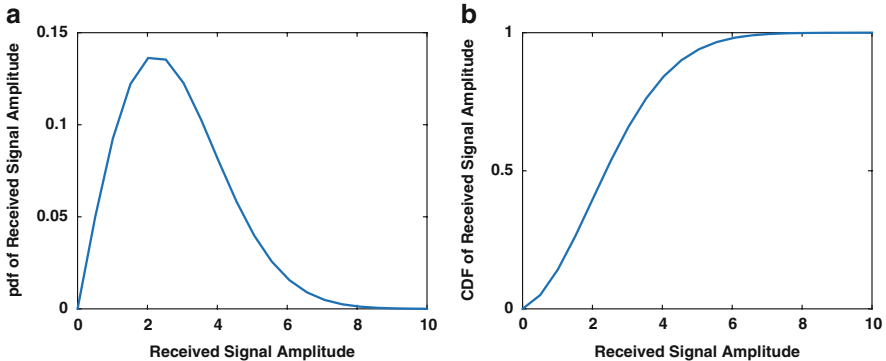 a
pdf of Received Signal Amplitude
0.15
0.1
0.05
0
0 2 4 6 8 10
Received Signal Amplitude
b
CDF of Received Signal Amplitude
1
0.5
0
0 2 4 6 8 10
Received Signal Amplitude